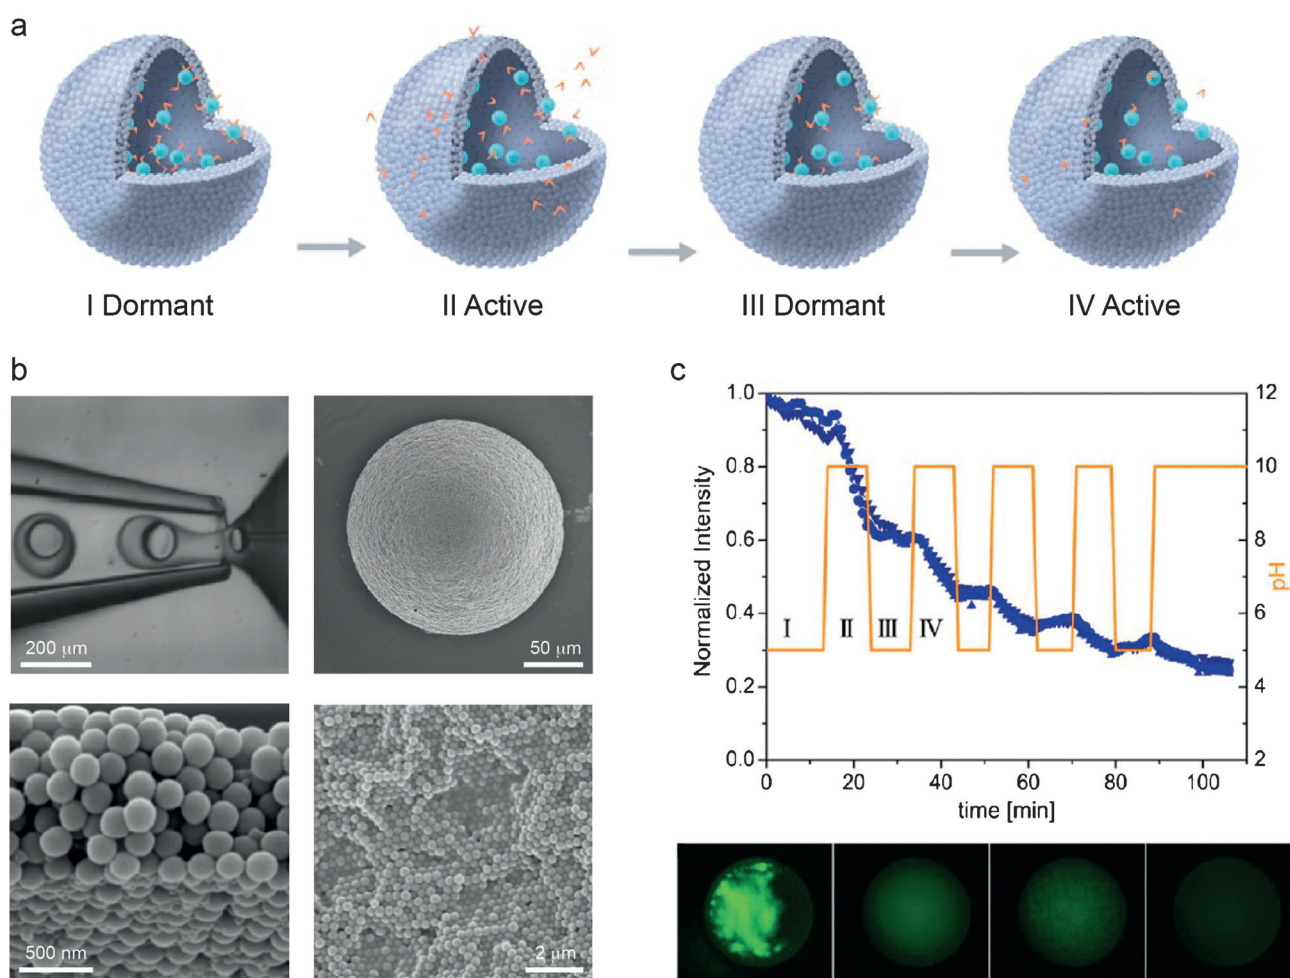 a
I Dormant
II Active
III Dormant
IV Active
b
200 μm
50 μm
500 nm
2 μm
c
1.0
0.8
0.6
0.4
0.2
0.0
Normalized Intensity
12
10
8
6
4
2
pH
I
II
III
IV
0
20
40
60
80
100
time [min]